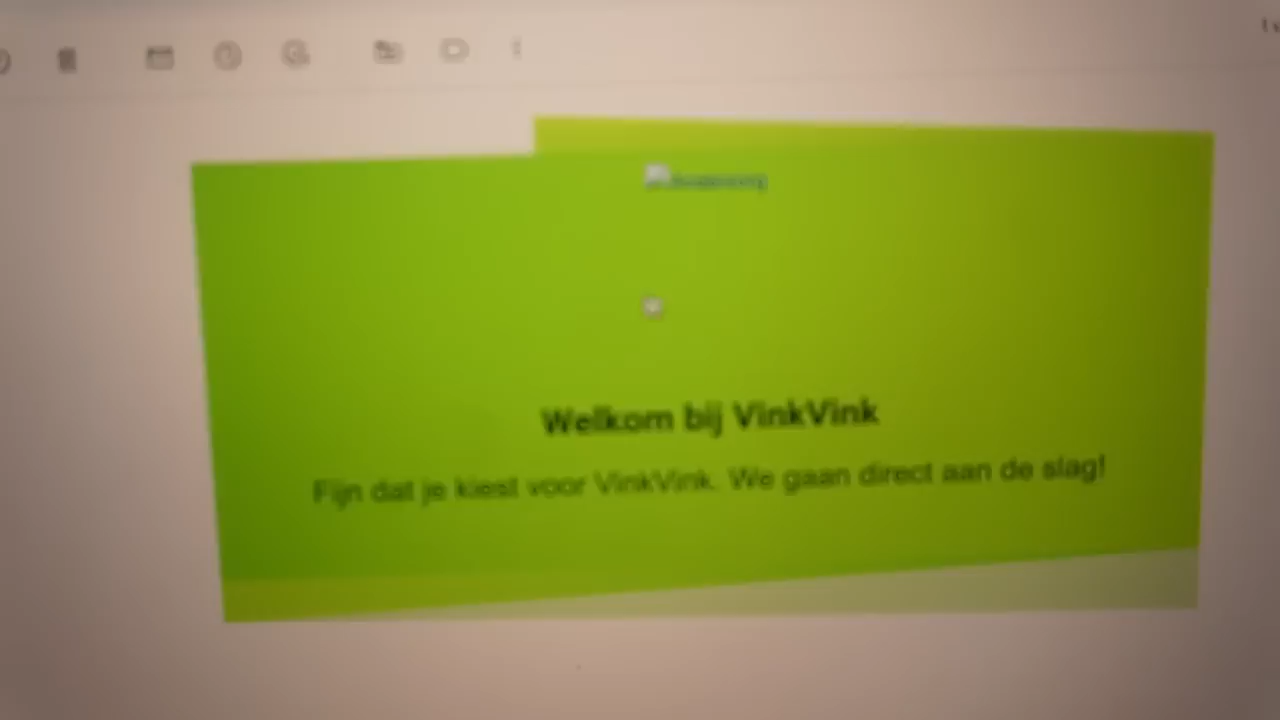 Welkom bij VinkVink
Fijn dat je kiest voor VinkVink. We gaan direct aan de slag!